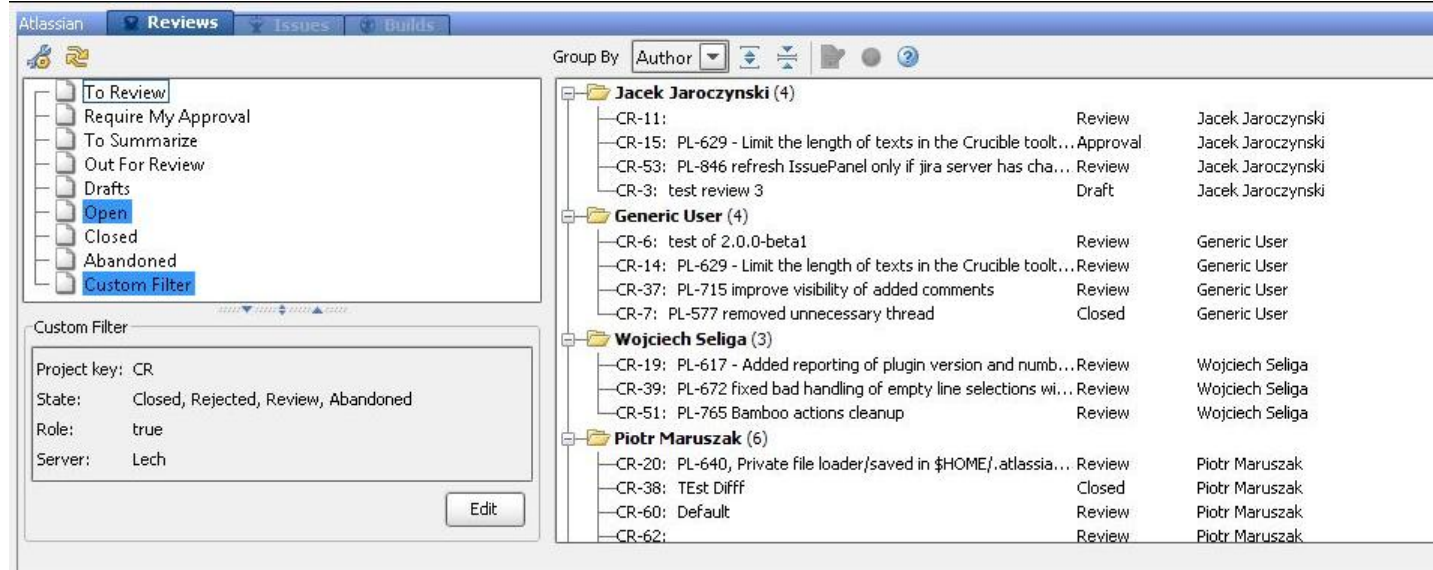 Atlassian Reviews Issues Builds
Group By Author
To Review
Require My Approval
To Summarize
Out For Review
Drafts
Open
Closed
Abandoned
Custom Filter
Custom Filter
Project key: CR
State: Closed, Rejected, Review, Abandoned
Role: true
Server: Lech
Edit
Jacek Jaroczynski (4)
CR-11: Review Jacek Jaroczynski
CR-15: PL-629 - Limit the length of texts in the Crucible toolt... Approval Jacek Jaroczynski
CR-53: PL-846 refresh IssuePanel only if jira server has cha... Review Jacek Jaroczynski
CR-3: test review 3 Draft Jacek Jaroczynski
Generic User (4)
CR-6: test of 2.0.0-beta1 Review Generic User
CR-14: PL-629 - Limit the length of texts in the Crucible toolt... Review Generic User
CR-37: PL-715 improve visibility of added comments Review Generic User
CR-7: PL-577 removed unnecessary thread Closed Generic User
Wojciech Seliga (3)
CR-19: PL-617 - Added reporting of plugin version and numb... Review Wojciech Seliga
CR-39: PL-672 fixed bad handling of empty line selections wi... Review Wojciech Seliga
CR-51: PL-765 Bamboo actions cleanup Review Wojciech Seliga
Piotr Maruszak (6)
CR-20: PL-640, Private file loader/saved in $HOME/.atlassia... Review Piotr Maruszak
CR-38: TEst Difff Closed Piotr Maruszak
CR-60: Default Review Piotr Maruszak
CR-62: Review Piotr Maruszak